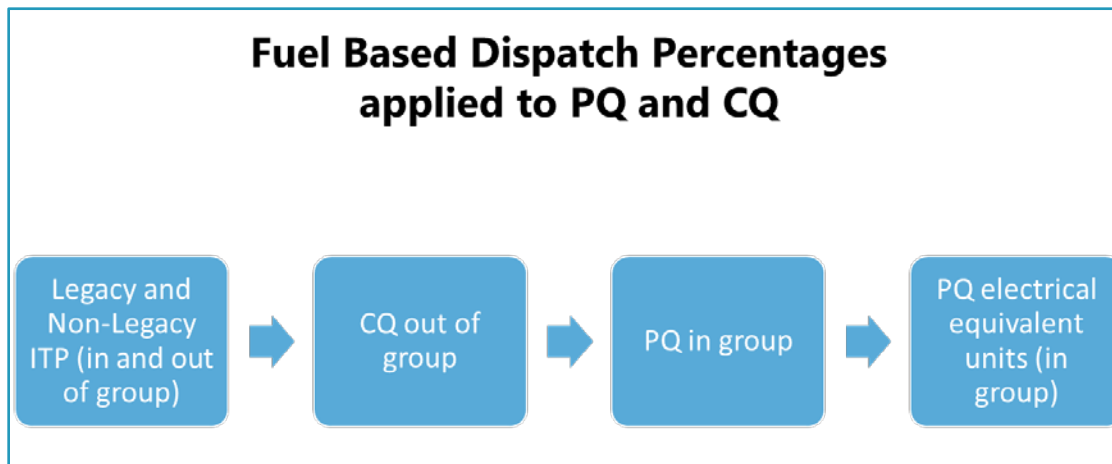 Fuel Based Dispatch Percentages
applied to PQ and CQ
Legacy and
Non-Legacy
ITP (in and out
of group)
CQ out of
group
PQ in group
PQ electrical
equivalent
units (in
group)